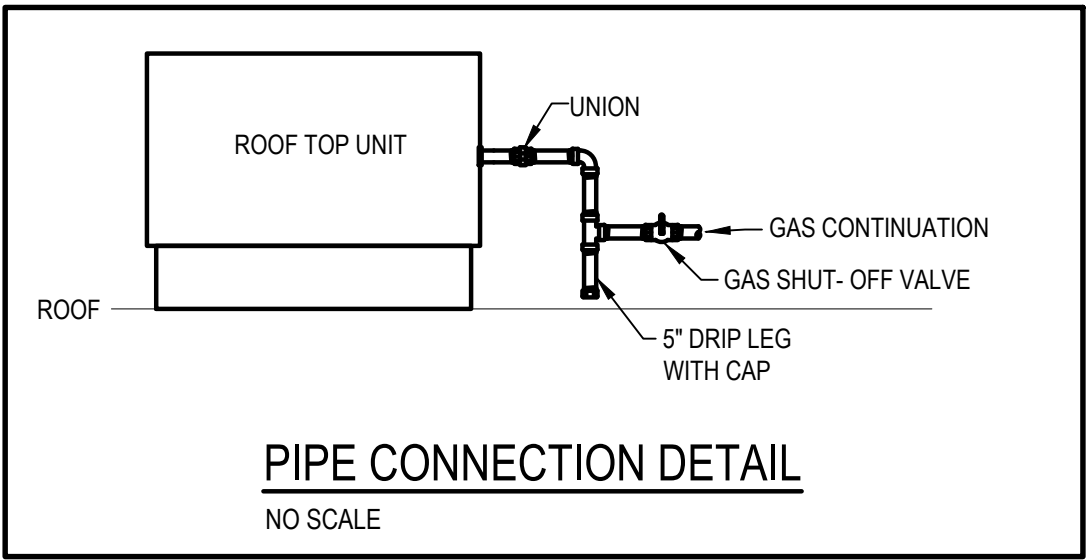 UNION
ROOF TOP UNIT
GAS CONTINUATION
GAS SHUT- OFF VALVE
ROOF
5" DRIP LEG
WITH CAP
PIPE CONNECTION DETAIL
NO SCALE